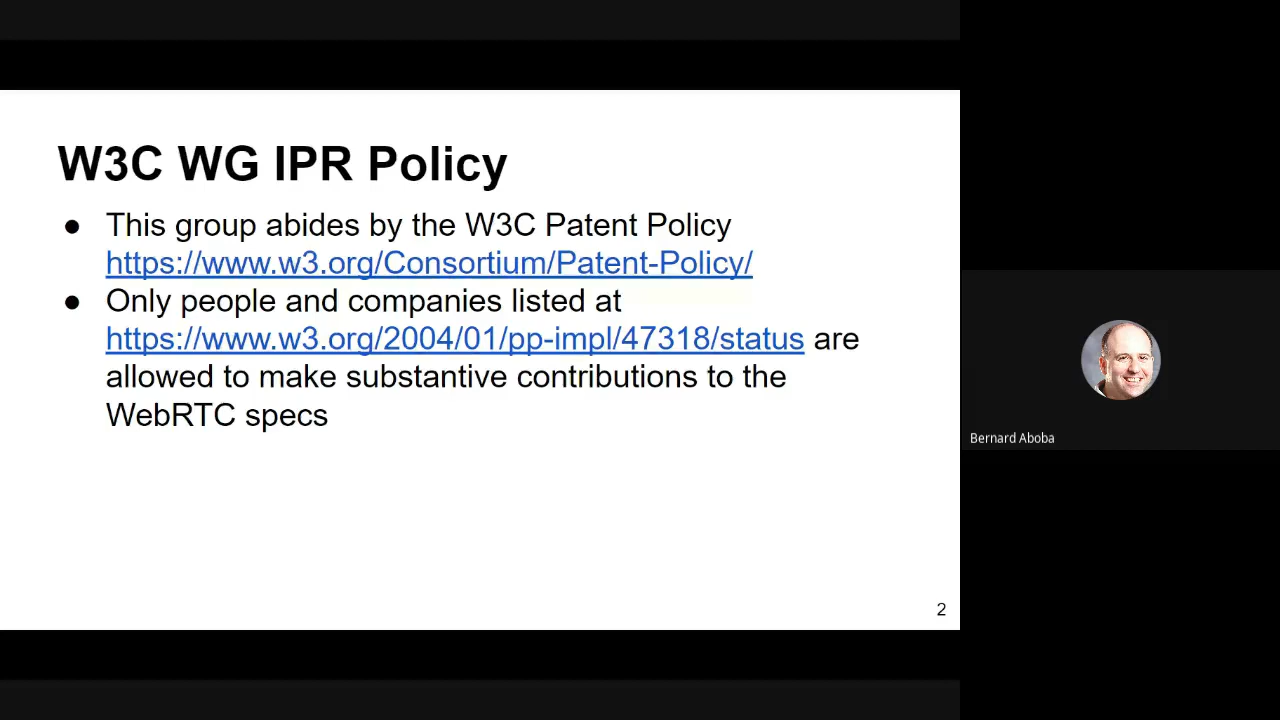 W3C WG IPR Policy
● This group abides by the W3C Patent Policy
https://www.w3.org/Consortium/Patent-Policy/
● Only people and companies listed at
https://www.w3.org/2004/01/pp-impl/47318/status are
allowed to make substantive contributions to the
WebRTC specs
2
Bernard Aboba